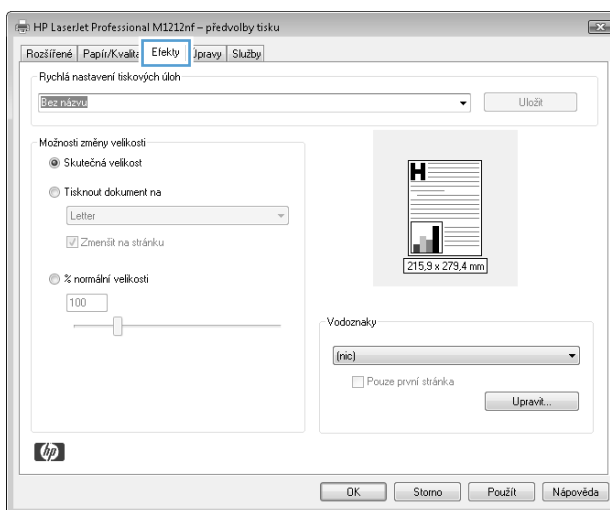 HP LaserJet Professional M1212nf – předvolby tisku
Rozšířené Papír/Kvalita Efekty Úpravy Služby
Rychlá nastavení tiskových úloh
Bez názvu
Uložit
Možnosti změny velikosti
Skutečná velikost
Tisknout dokument na
Letter
Zmenšit na stránku
% normální velikosti
100
H
215,9 x 279,4 mm
Vodoznaky
(nic)
Pouze první stránka
Upravit...
hp
OK Storno Použít Nápověda